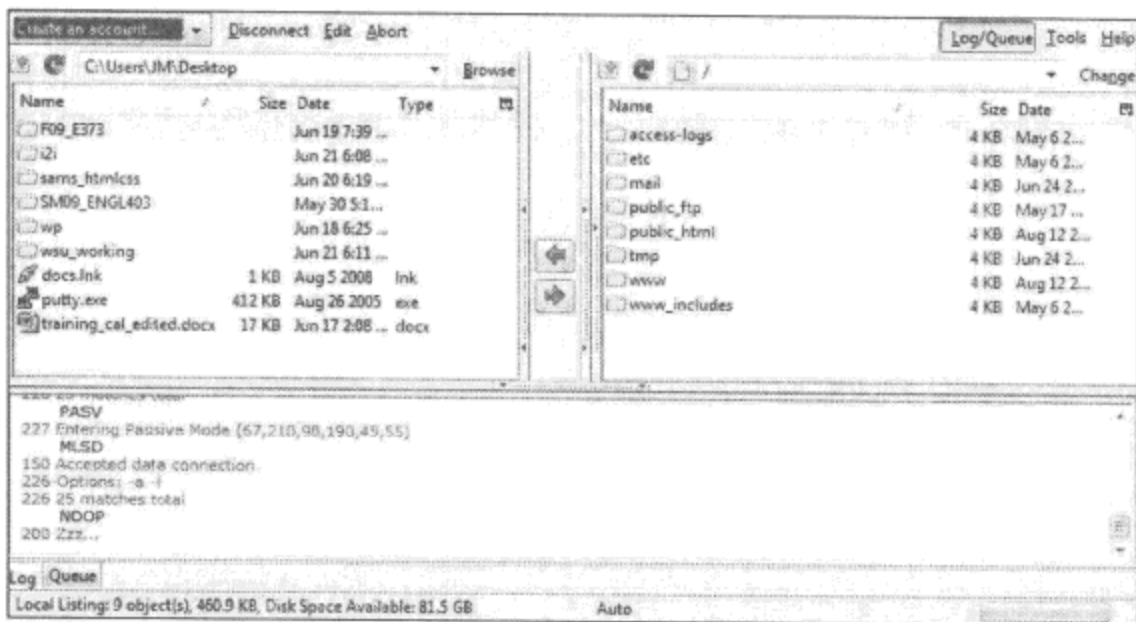 Create an account... Disconnect Edit Abort Log/Queue Tools Help
C:\Users\JM\Desktop Browse
/ Change
Name Size Date Type
F09_E373 Jun 19 7:39 ...
i2i Jun 21 6:08 ...
sams_htmlcss Jun 20 6:19 ...
SM09_ENGL403 May 30 5:1...
wp Jun 18 6:25 ...
wsu_working Jun 21 6:11 ...
docs.lnk 1 KB Aug 5 2008 lnk
putty.exe 412 KB Aug 26 2005 exe
training_cal_edited.docx 17 KB Jun 17 2:08 ... docx
Name Size Date
access-logs 4 KB May 6 2...
etc 4 KB May 6 2...
mail 4 KB Jun 24 2...
public_ftp 4 KB May 17 ...
public_html 4 KB Aug 12 2...
tmp 4 KB Jun 24 2...
www 4 KB Aug 12 2...
www_includes 4 KB May 6 2...
226 25 matches total
PASV
227 Entering Passive Mode (67,210,98,190,49,55)
MLSD
150 Accepted data connection
226-Options: -a -l
226 25 matches total
NOOP
200 Zzz...
Log Queue
Local Listing: 9 object(s), 460.9 KB, Disk Space Available: 81.5 GB Auto